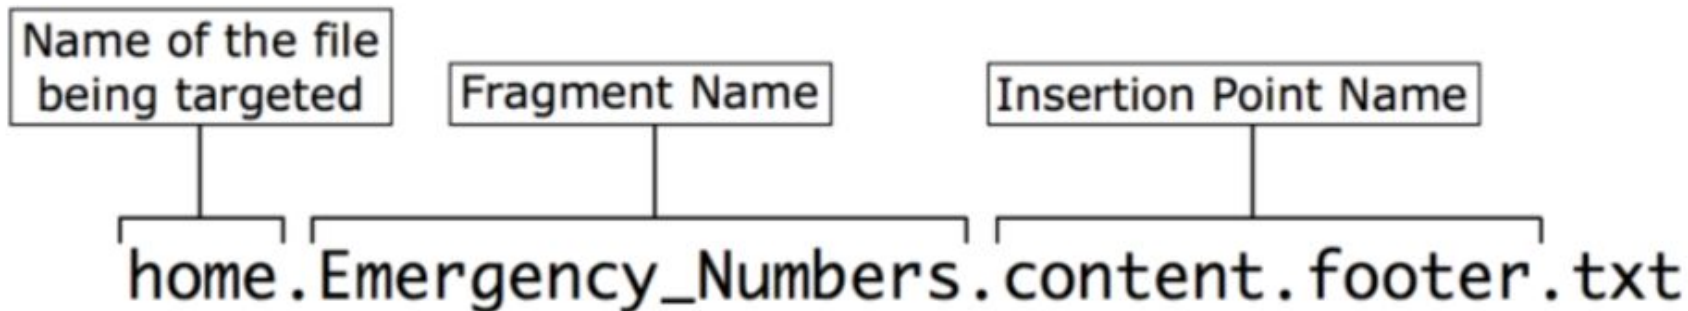 Name of the file
being targeted
Fragment Name
Insertion Point Name
home.Emergency_Numbers.content.footer.txt